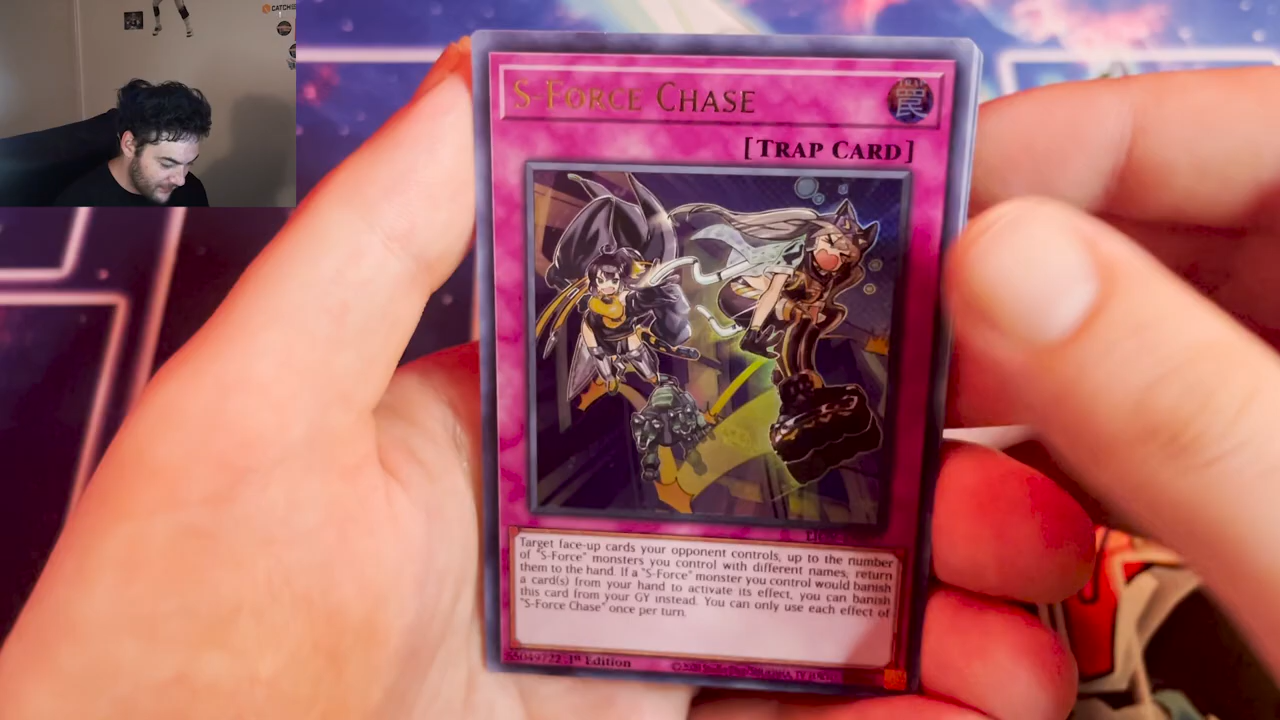 CATCH
S-Force Chase
TRAP
罠
[Trap Card]
Target face-up cards your opponent controls, up to the number
of "S-Force" monsters you control with different names; return
them to the hand. If a "S-Force" monster you control would banish
a card(s) from your hand to activate its effect, you can banish
this card from your GY instead. You can only use each effect of
"S-Force Chase" once per turn.
55049722 1st Edition